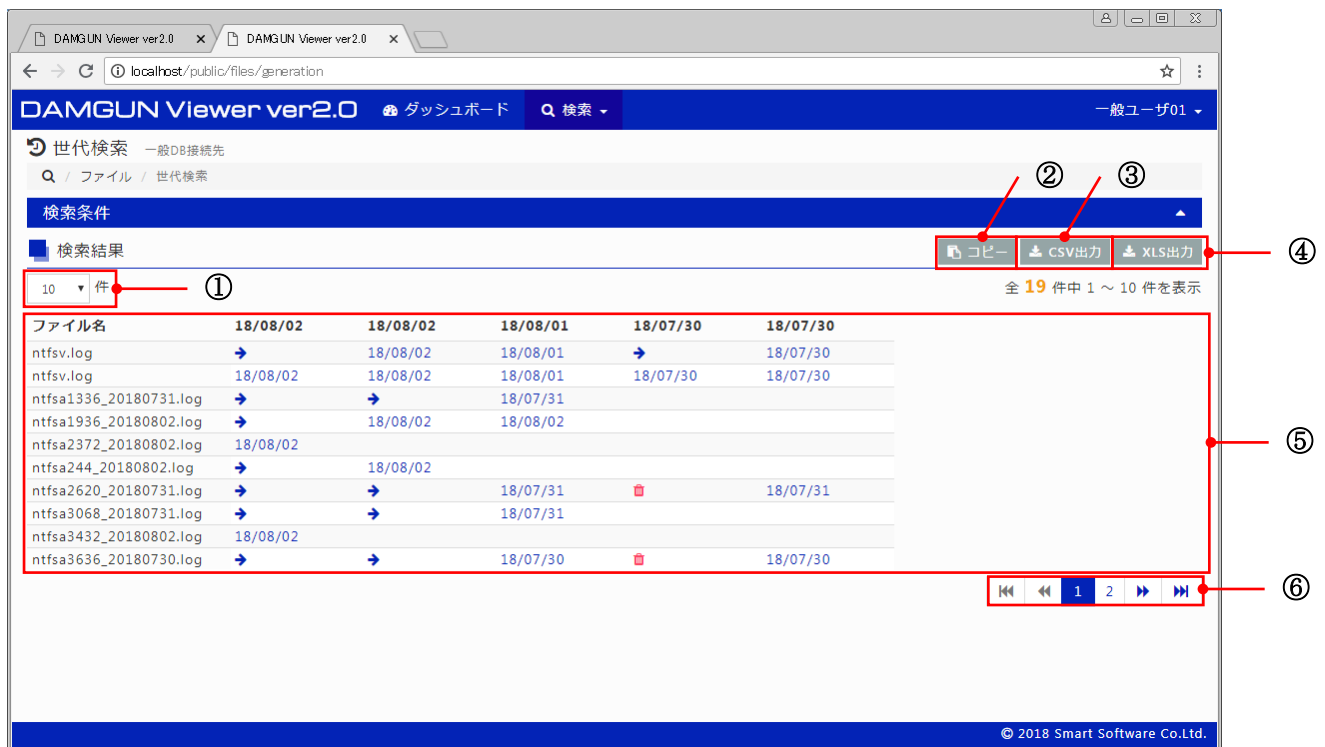 DAMGUN Viewer ver2.0 DAMGUN Viewer ver2.0
localhost/public/files/generation
DAMGUN Viewer ver2.0 ダッシュボード 検索 一般ユーザ01
世代検索 一般DB接続先
/ ファイル / 世代検索
② ③
検索条件
検索結果 コピー CSV出力 XLS出力 ④
10 件 ① 全 19 件中 1 ～ 10 件を表示
ファイル名 18/08/02 18/08/02 18/08/01 18/07/30 18/07/30
ntfsv.log → 18/08/02 18/08/01 → 18/07/30
ntfsv.log 18/08/02 18/08/02 18/08/01 18/07/30 18/07/30
ntfsa1336_20180731.log → → 18/07/31
ntfsa1936_20180802.log → 18/08/02 18/08/02
ntfsa2372_20180802.log 18/08/02
⑤
ntfsa244_20180802.log → 18/08/02
ntfsa2620_20180731.log → → 18/07/31 18/07/31
ntfsa3068_20180731.log → → 18/07/31
ntfsa3432_20180802.log 18/08/02
ntfsa3636_20180730.log → → 18/07/30 18/07/30
1 2 ⑥
© 2018 Smart Software Co.Ltd.